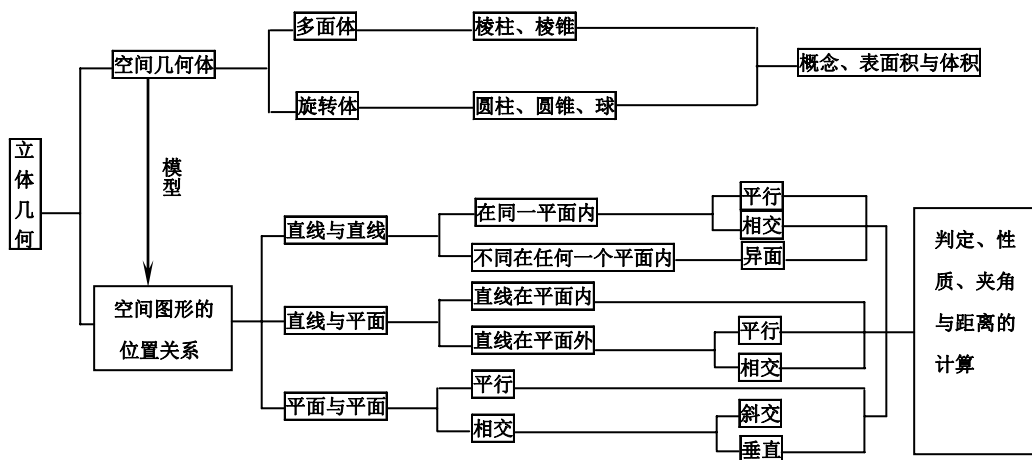 立体几何
空间几何体
多面体
棱柱、棱锥
旋转体
圆柱、圆锥、球
概念、表面积与体积
模型
空间图形的
位置关系
直线与直线
在同一平面内
平行
相交
不同在任何一个平面内
异面
直线与平面
直线在平面内
直线在平面外
平行
相交
平面与平面
平行
相交
斜交
垂直
判定、性
质、夹角
与距离的
计算